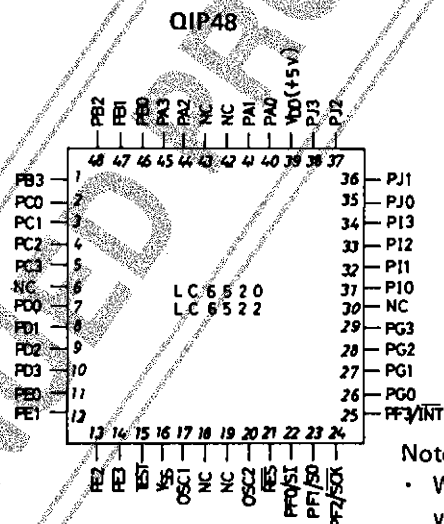 QIP48
PB2 PB1 PB0 PA3 PA2 NC NC PA1 PA0 VDD(+5V) PJ3 PJ2
48 47 46 45 44 43 42 41 40 39 38 37
PB3 1
PC0 2
PC1 3
PC2 4
PC3 5
NC 6
PD0 7
PD1 8
PD2 9
PD3 10
PE0 11
PE1 12
LC6520
LC6522
36 PJ1
35 PJ0
34 PI3
33 PI2
32 PI1
31 PI0
30 NC
29 PG3
28 PG2
27 PG1
26 PG0
25 PF3/INT
13 14 15 16 17 18 19 20 21 22 23 24
PE2 PE3 TEST VSS OSC1 NC NC OSC2 RES PF0/SI PF1/SO PF2/SCK
Note